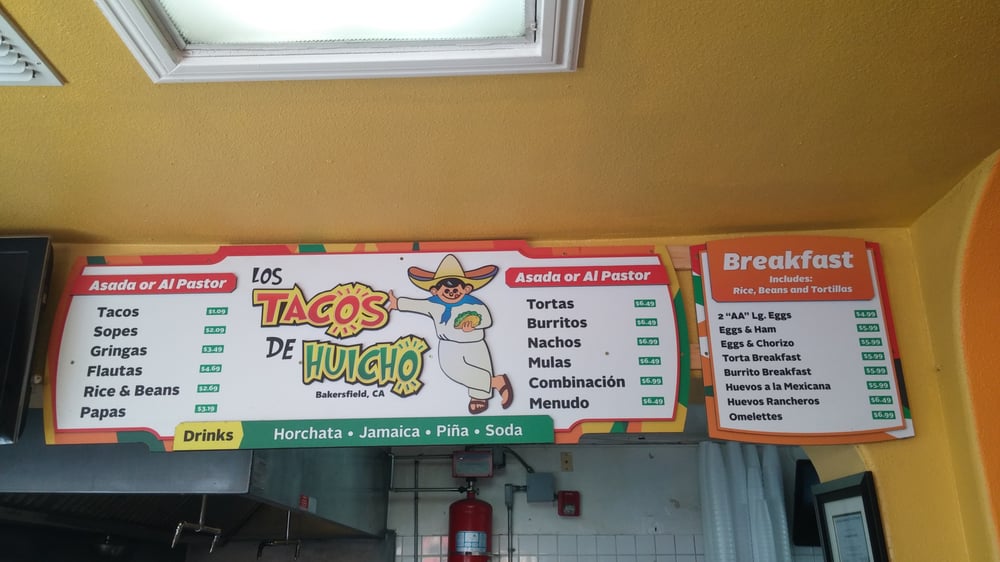 Asada or Al Pastor
Tacos $1.09
Sopes $2.09
Gringas $3.49
Flautas $4.69
Rice & Beans $2.69
Papas $3.19
LOS
TACOS
DE
HUICHO
Bakersfield, CA
Asada or Al Pastor
Tortas $6.49
Burritos $6.49
Nachos $6.99
Mulas $6.49
Combinación $6.99
Menudo $6.49
Drinks Horchata • Jamaica • Piña • Soda
Breakfast
Includes:
Rice, Beans and Tortillas
2 “AA” Lg. Eggs $4.99
Eggs & Ham $5.99
Eggs & Chorizo $5.99
Torta Breakfast $5.99
Burrito Breakfast $5.99
Huevos a la Mexicana $5.99
Huevos Rancheros $6.49
Omelettes $6.99